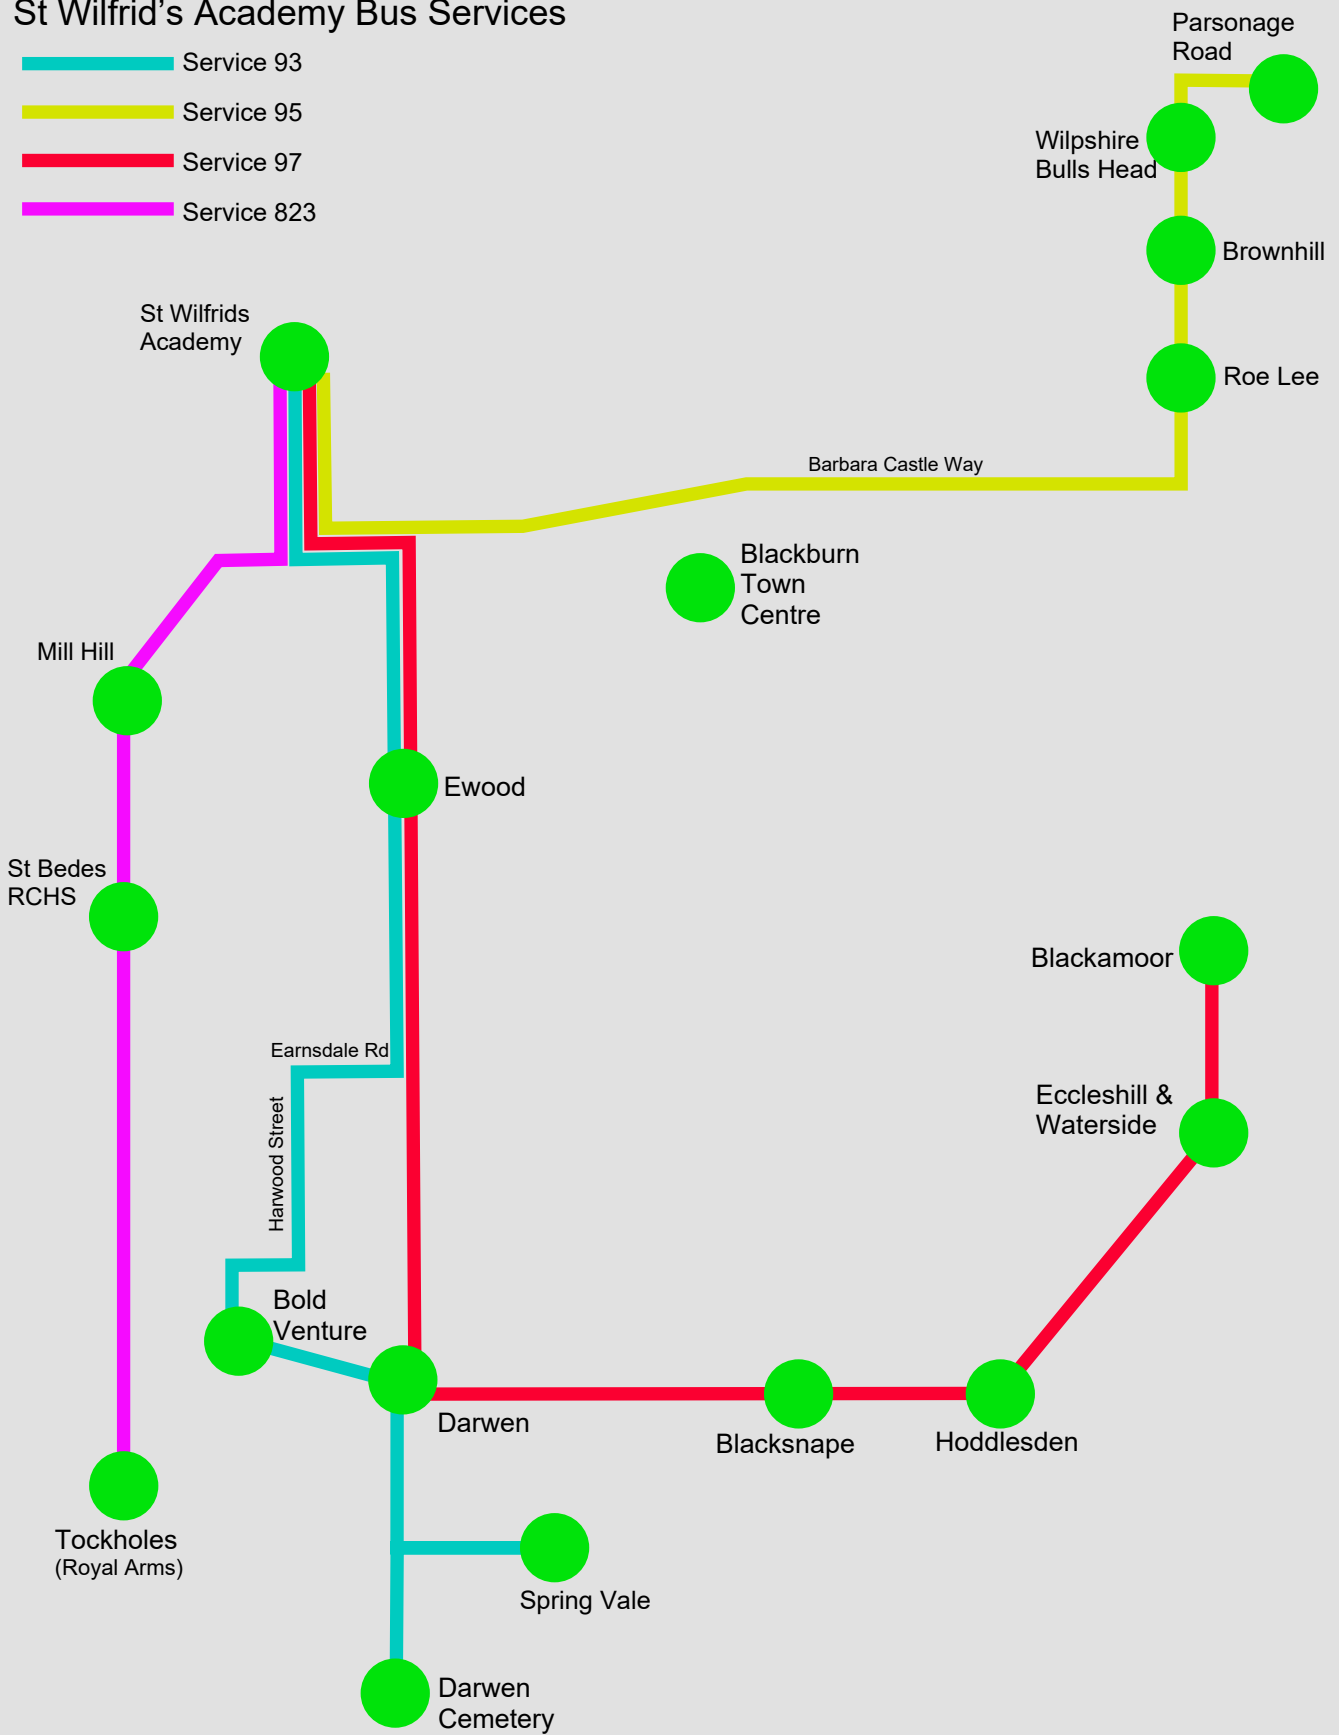 St Wilfrid's Academy Bus Services
Service 93
Service 95
Service 97
Service 823
Parsonage
Road
Wilpshire
Bulls Head
Brownhill
St Wilfrids
Academy
Roe Lee
Barbara Castle Way
Blackburn
Town
Centre
Mill Hill
Ewood
St Bedes
RCHS
Blackamoor
Earnsdale Rd
Eccleshill &
Waterside
Harwood Street
Bold
Venture
Darwen
Blacksnape
Hoddlesden
Tockholes
(Royal Arms)
Spring Vale
Darwen
Cemetery